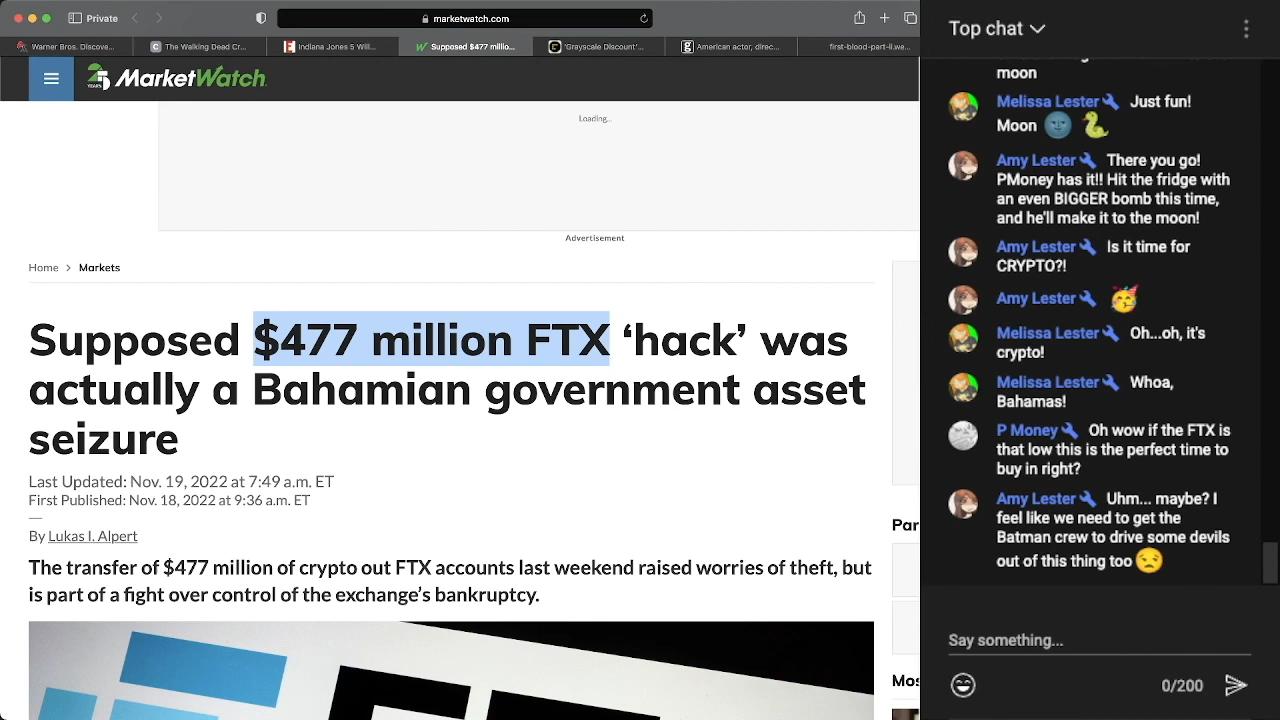 Private
marketwatch.com
Warner Bros. Discove...
The Walking Dead Cr...
Indiana Jones 5 Will...
Supposed $477 millio...
'Grayscale Discount'...
American actor, direc...
first-blood-part-ii.we...
25 YEARS MarketWatch
Loading...
Advertisement
Home > Markets
Supposed $477 million FTX ‘hack’ was
actually a Bahamian government asset
seizure
Last Updated: Nov. 19, 2022 at 7:49 a.m. ET
First Published: Nov. 18, 2022 at 9:36 a.m. ET
—
By Lukas I. Alpert
The transfer of $477 million of crypto out FTX accounts last weekend raised worries of theft, but
is part of a fight over control of the exchange’s bankruptcy.
Par
Mos
Top chat
moon
Melissa Lester Just fun!
Moon 🌚 🐍
Amy Lester There you go!
PMoney has it!! Hit the fridge with
an even BIGGER bomb this time,
and he'll make it to the moon!
Amy Lester Is it time for
CRYPTO?!
Amy Lester 🥳
Melissa Lester Oh...oh, it's
crypto!
Melissa Lester Whoa,
Bahamas!
P Money Oh wow if the FTX is
that low this is the perfect time to
buy in right?
Amy Lester Uhm... maybe? I
feel like we need to get the
Batman crew to drive some devils
out of this thing too 😒
Say something...
0/200